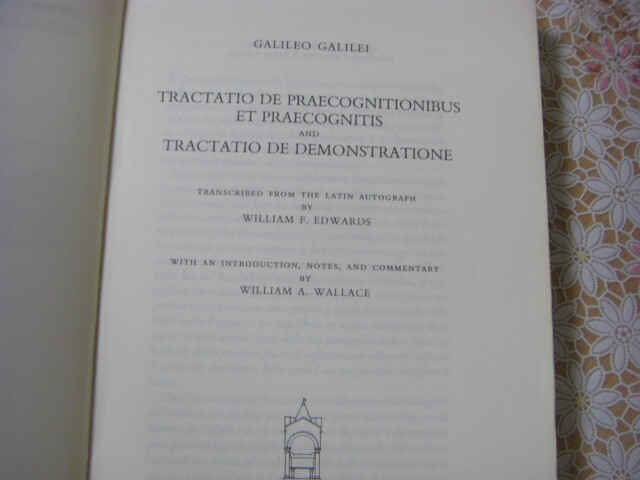 GALILEO GALILEI
TRACTATIO DE PRAECOGNITIONIBUS
ET PRAECOGNITIS
AND
TRACTATIO DE DEMONSTRATIONE
TRANSCRIBED FROM THE LATIN AUTOGRAPH
BY
WILLIAM F. EDWARDS
WITH AN INTRODUCTION, NOTES, AND COMMENTARY
BY
WILLIAM A. WALLACE